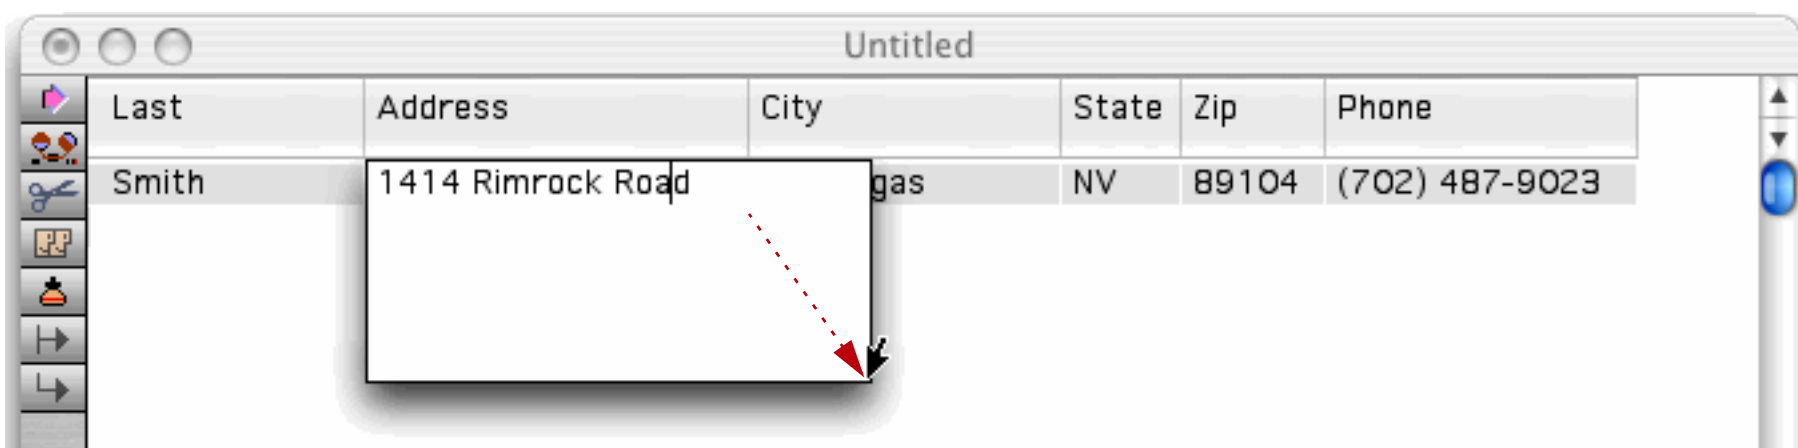 Untitled
Last Address City State Zip Phone
Smith 1414 Rimrock Road gas NV 89104 (702) 487-9023